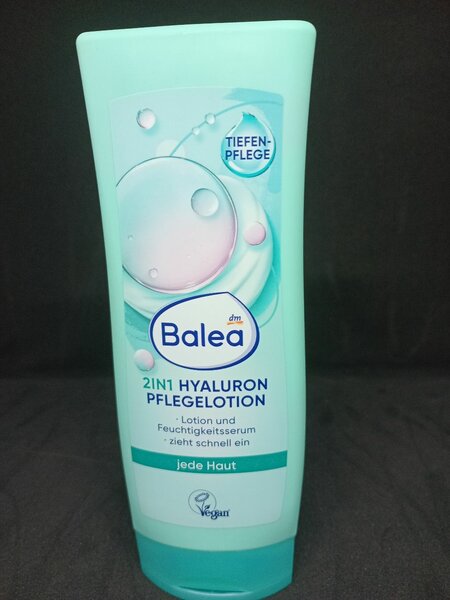 TIEFEN-
PFLEGE
dm
Balea
2IN1 HYALURON
PFLEGELOTION
· Lotion und
Feuchtigkeitsserum
· zieht schnell ein
jede Haut
Vegan